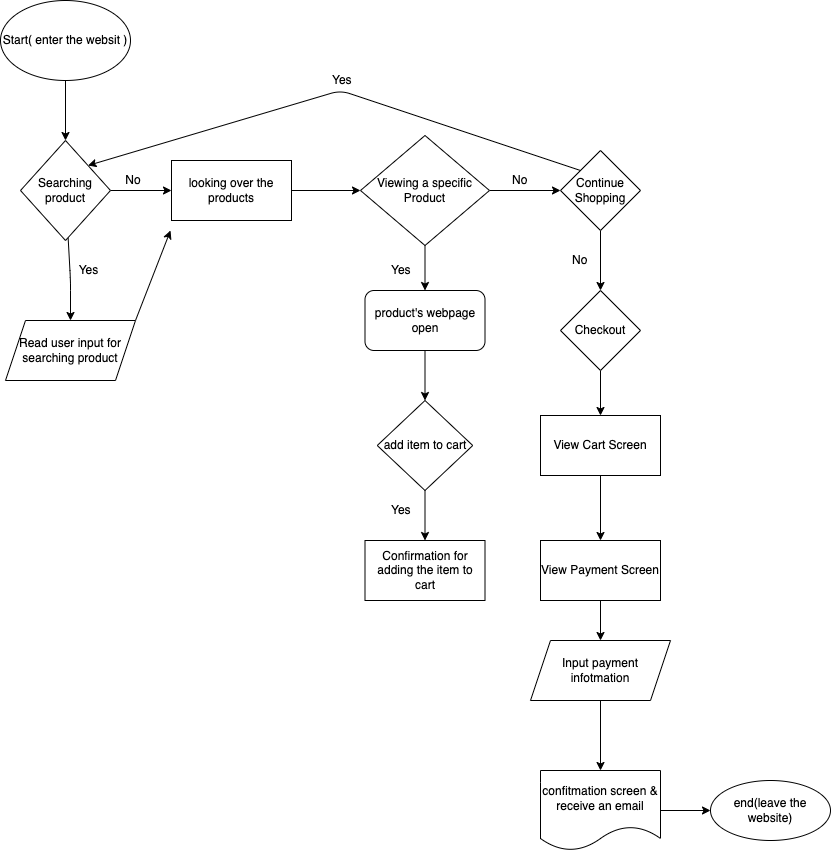 Start( enter the websit )
Yes
Searching
product
No
looking over the
products
Viewing a specific
Product
No
Continue
Shopping
Yes
Yes
No
Read user input for
searching product
product's webpage
open
Checkout
add item to cart
View Cart Screen
Yes
Confirmation for
adding the item to
cart
View Payment Screen
Input payment
infotmation
confitmation screen &
receive an email
end(leave the
website)